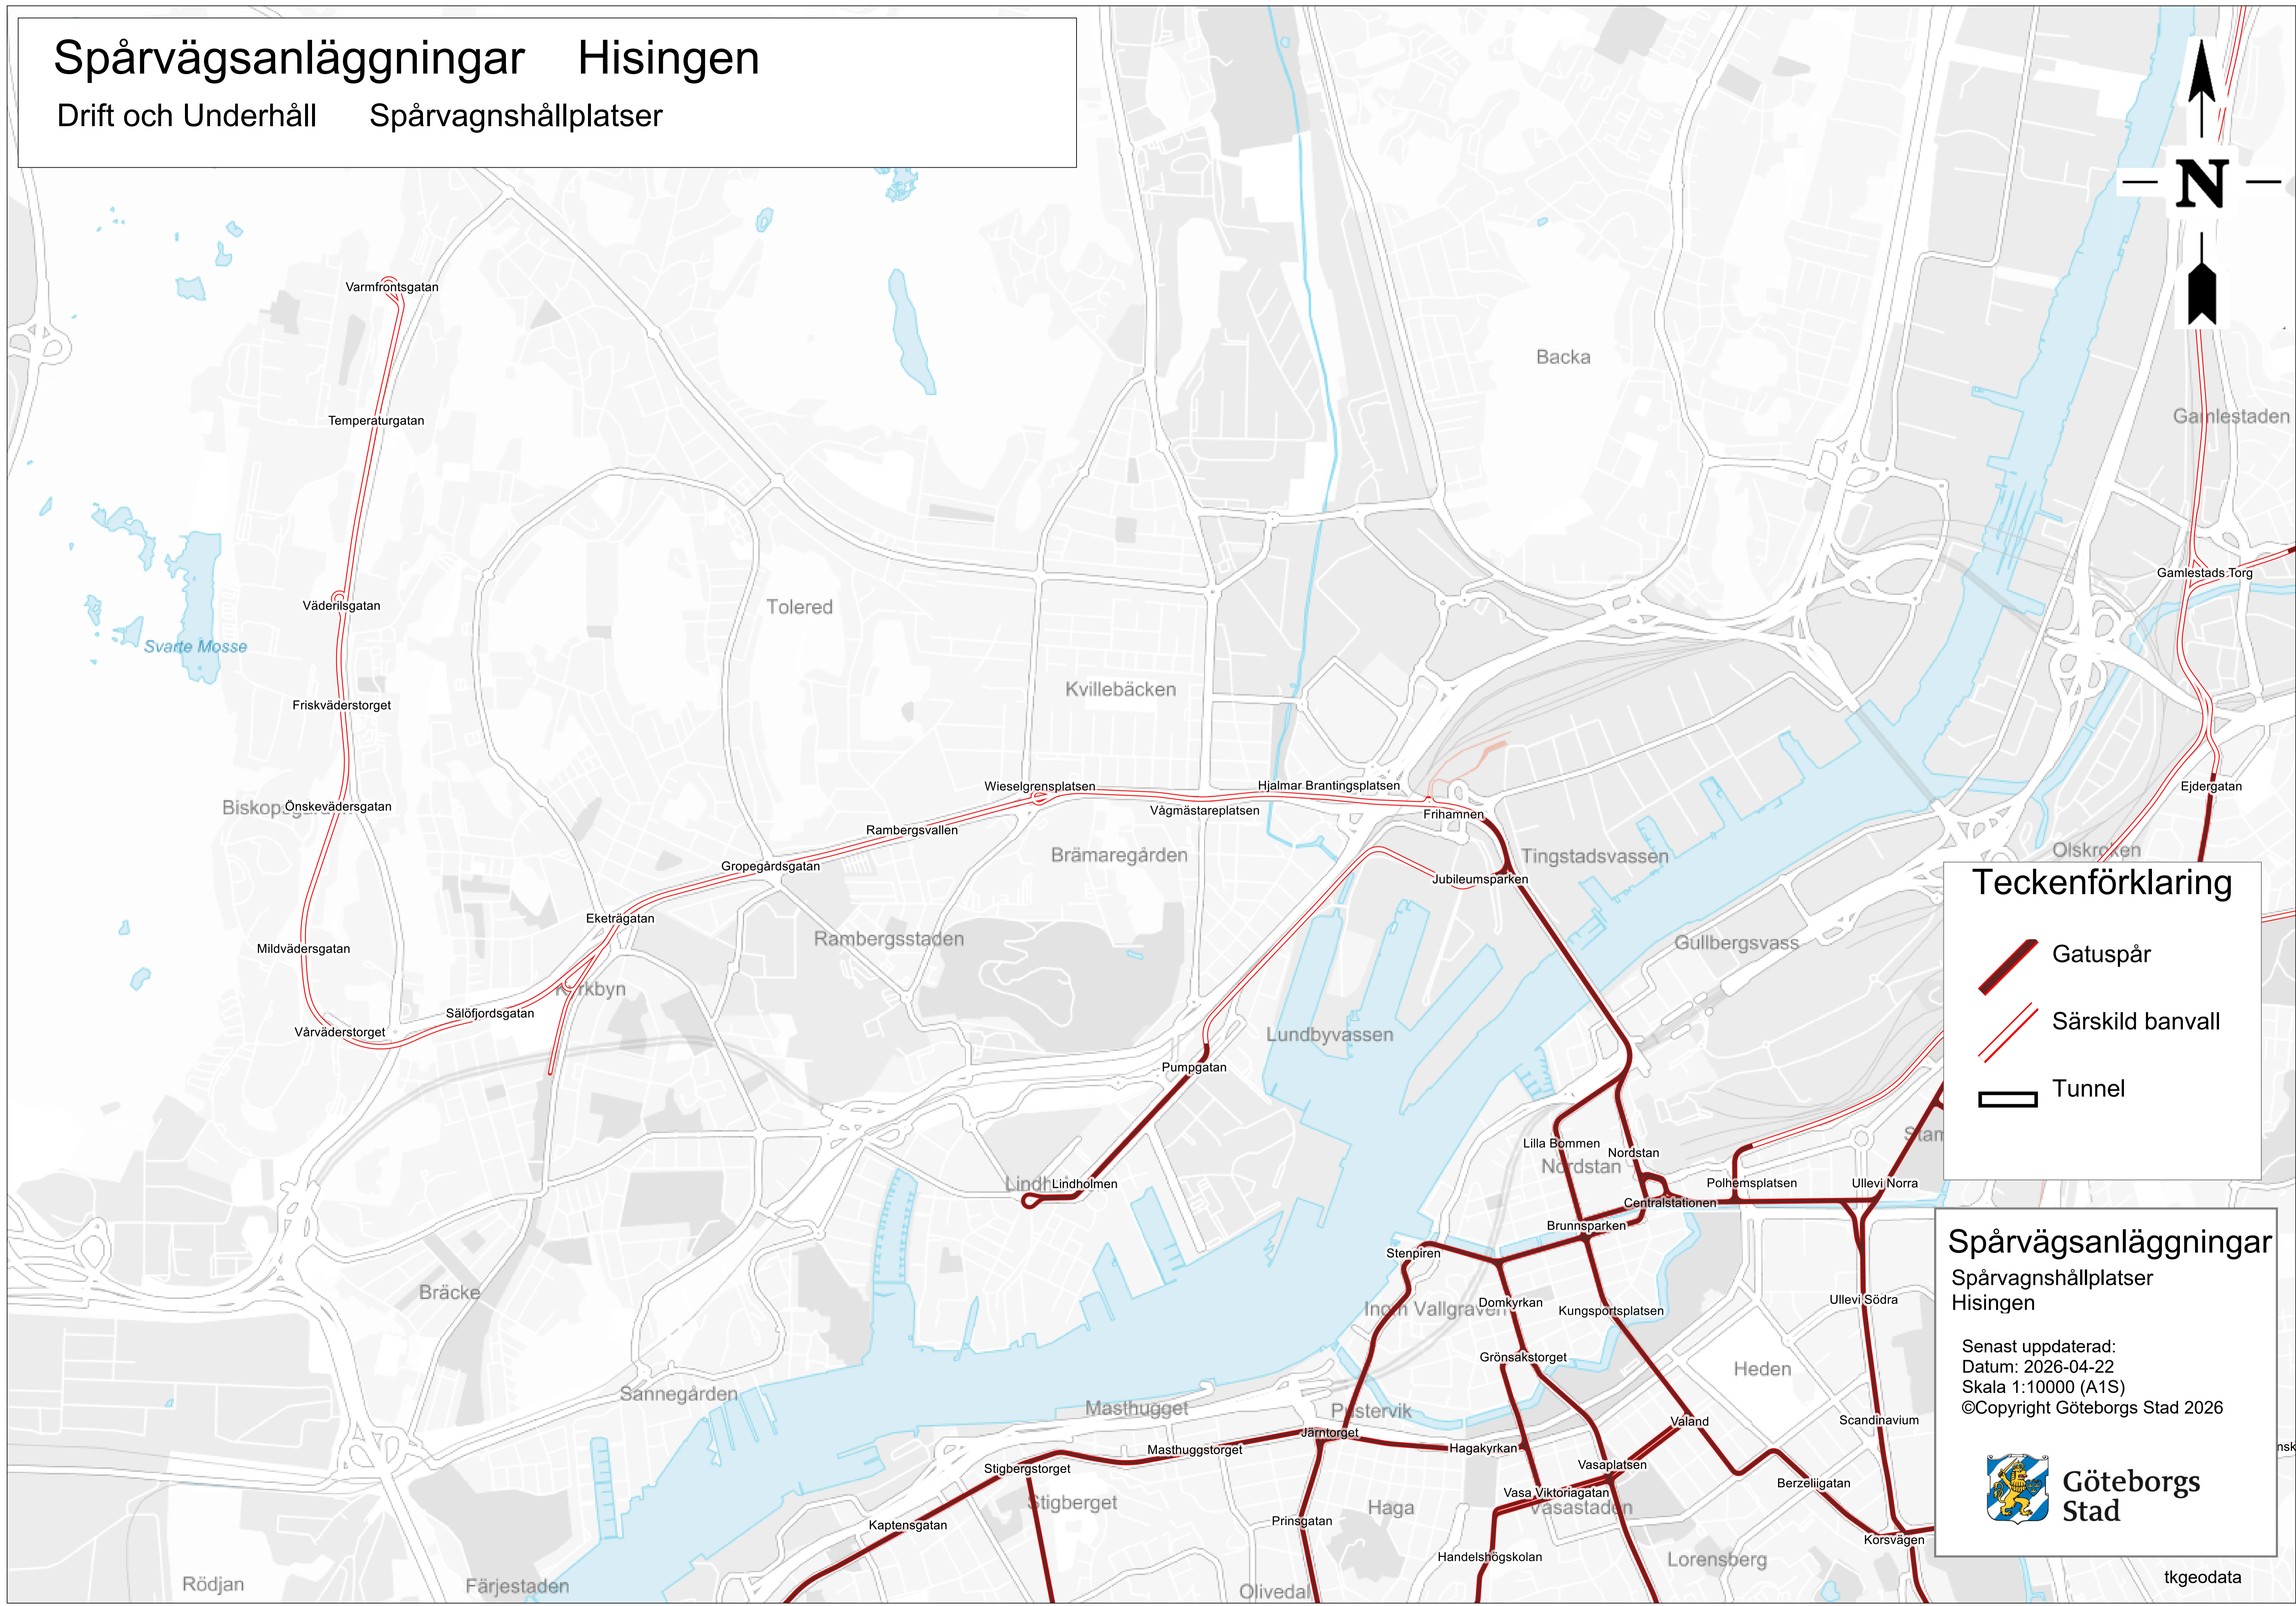 Spårvägsanläggningar Hisingen
Drift och Underhåll Spårvagnshållplatser
N
Varmfrontsgatan
Backa
Gamlestaden
Temperaturgatan
Gamlestads Torg
Väderilsgatan
Tolered
Svarte Mosse
Kvillebäcken
Friskväderstorget
Wieselgrensplatsen
Hjalmar Brantingsplatsen
Ejdergatan
Önskevädersgatan
Vågmästareplatsen
Frihamnen
Rambergsvallen
Olskroken
Brämaregården
Tingstadsvassen
Gropegårdsgatan
Jubileumsparken
Eketrägatan
Rambergsstaden
Gullbergsvass
Mildvädersgatan
Sälöfjordsgatan
Vårväderstorget
Lundbyvassen
Pumpgatan
Lilla Bommen
Nordstan
Nordstan
Lindholmen
Polhemsplatsen
Ullevi Norra
Centralstationen
Brunnsparken
Stenpiren
Bräcke
Ullevi Södra
Domkyrkan
Inom Vallgraven
Kungsportsplatsen
Grönsakstorget
Heden
Sannegården
Masthugget
Pustervik
Valand
Scandinavium
Järntorget
Masthuggstorget
Hagakyrkan
Stigbergstorget
Vasaplatsen
Berzeliigatan
Vasa Viktoriagatan
Stigberget
Haga
Vasastaden
Prinsgatan
Kaptensgatan
Korsvägen
Handelshögskolan
Lorensberg
Rödjan
Färjestaden
Olivedal
Teckenförklaring
Gatuspår
Särskild banvall
Tunnel
Spårvägsanläggningar
Spårvagnshållplatser
Hisingen
Senast uppdaterad:
Datum: 2026-04-22
Skala 1:10000 (A1S)
©Copyright Göteborgs Stad 2026
Göteborgs
Stad
tkgeodata